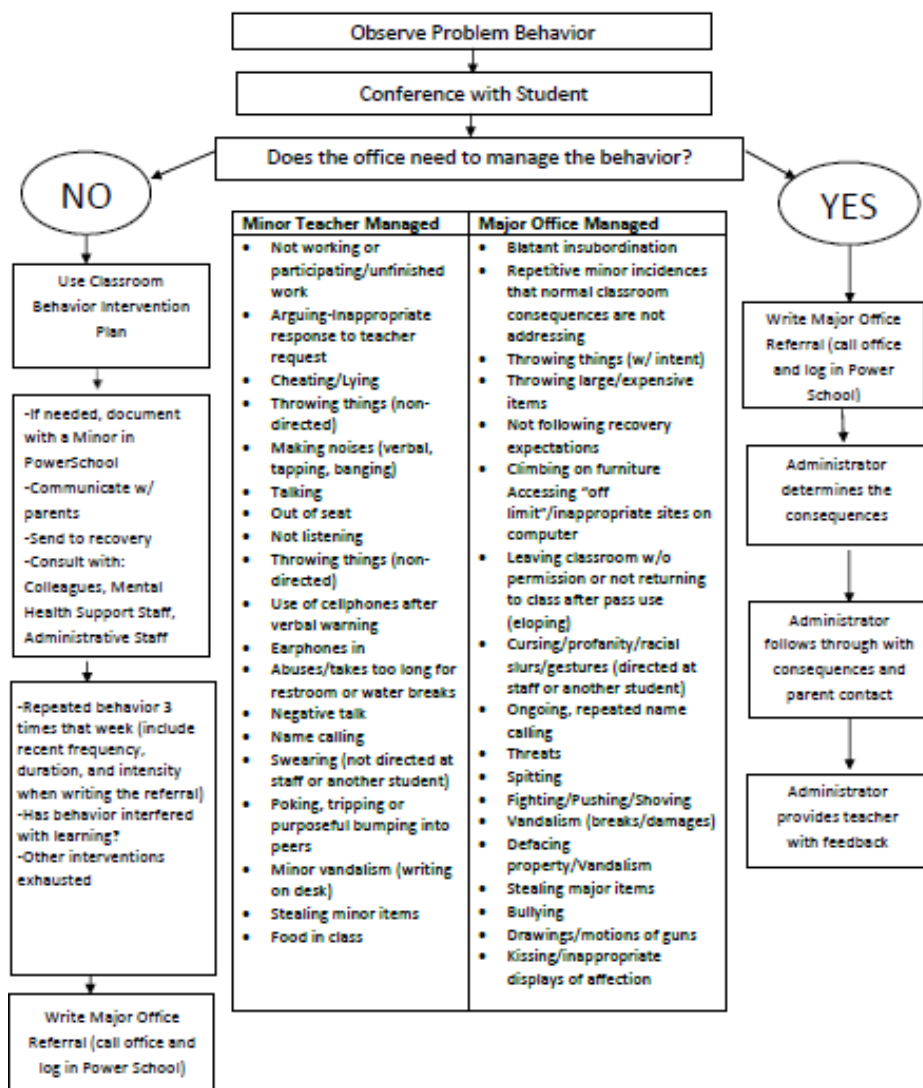 Observe Problem Behavior
Conference with Student
Does the office need to manage the behavior?
NO
Use Classroom
Behavior Intervention
Plan
-If needed, document
with a Minor in
PowerSchool
-Communicate w/
parents
-Send to recovery
-Consult with:
Colleagues, Mental
Health Support Staff,
Administrative Staff
-Repeated behavior 3
times that week (include
recent frequency,
duration, and intensity
when writing the referral)
-Has behavior interfered
with learning?
-Other interventions
exhausted
Write Major Office
Referral (call office and
log in Power School)
Minor Teacher Managed
• Not working or
participating/unfinished
work
• Arguing-Inappropriate
response to teacher
request
• Cheating/Lying
• Throwing things (non-
directed)
• Making noises (verbal,
tapping, banging)
• Talking
• Out of seat
• Not listening
• Throwing things (non-
directed)
• Use of cellphones after
verbal warning
• Earphones in
• Abuses/takes too long for
restroom or water breaks
• Negative talk
• Name calling
• Swearing (not directed at
staff or another student)
• Poking, tripping or
purposeful bumping into
peers
• Minor vandalism (writing
on desk)
• Stealing minor items
• Food in class
Major Office Managed
• Blatant insubordination
• Repetitive minor incidences
that normal classroom
consequences are not
addressing
• Throwing things (w/ intent)
• Throwing large/expensive
items
• Not following recovery
expectations
• Climbing on furniture
Accessing "off
limit"/inappropriate sites on
computer
• Leaving classroom w/o
permission or not returning
to class after pass use
(eloping)
• Cursing/profanity/racial
slurs/gestures (directed at
staff or another student)
• Ongoing, repeated name
calling
• Threats
• Spitting
• Fighting/Pushing/Shoving
• Vandalism (breaks/damages)
• Defacing
property/Vandalism
• Stealing major items
• Bullying
• Drawings/motions of guns
• Kissing/inappropriate
displays of affection
YES
Write Major Office
Referral (call office
and log in Power
School)
Administrator
determines the
consequences
Administrator
follows through with
consequences and
parent contact
Administrator
provides teacher
with feedback